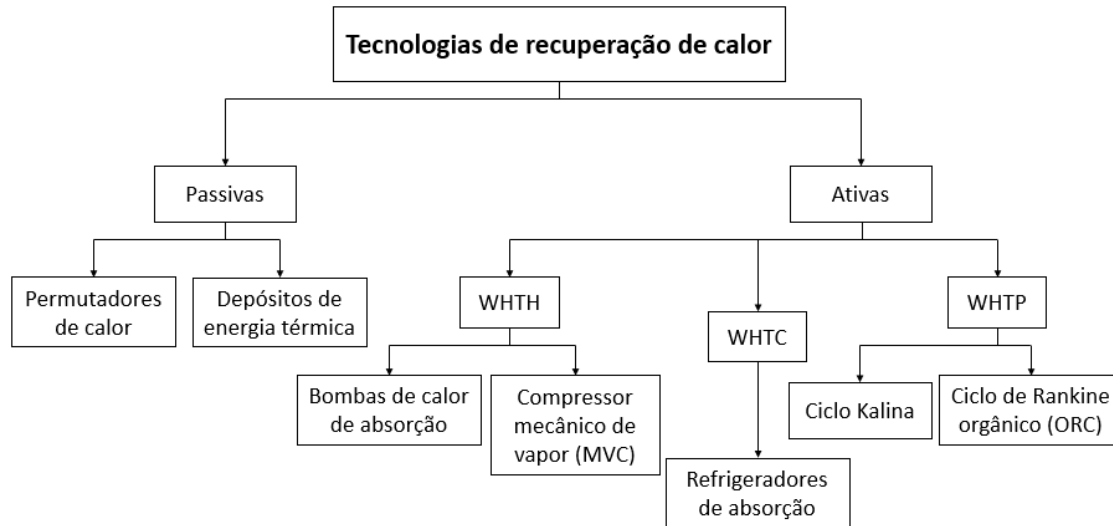 Tecnologias de recuperação de calor
Passivas
Ativas
Permutadores
de calor
Depósitos de
energia térmica
WHTH
WHTC
WHTP
Bombas de calor
de absorção
Compressor
mecânico de
vapor (MVC)
Refrigeradores
de absorção
Ciclo Kalina
Ciclo de Rankine
orgânico (ORC)